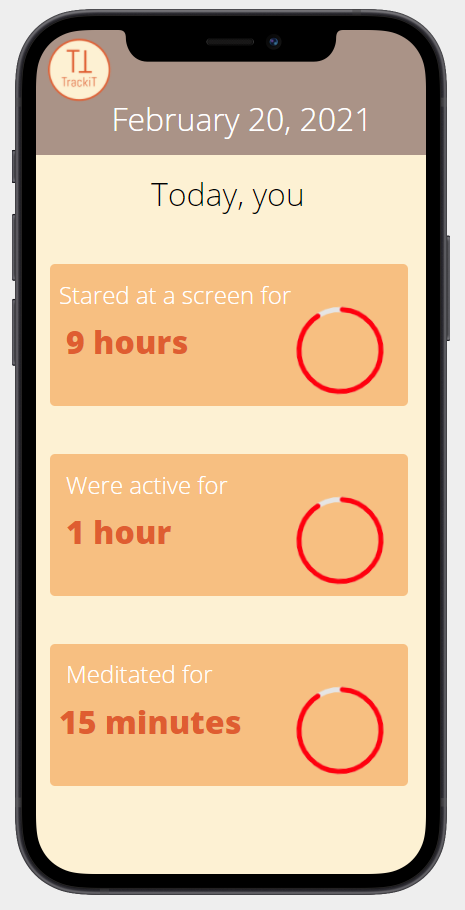 TT
TrackiT
February 20, 2021
Today, you
Stared at a screen for
9 hours
Were active for
1 hour
Meditated for
15 minutes